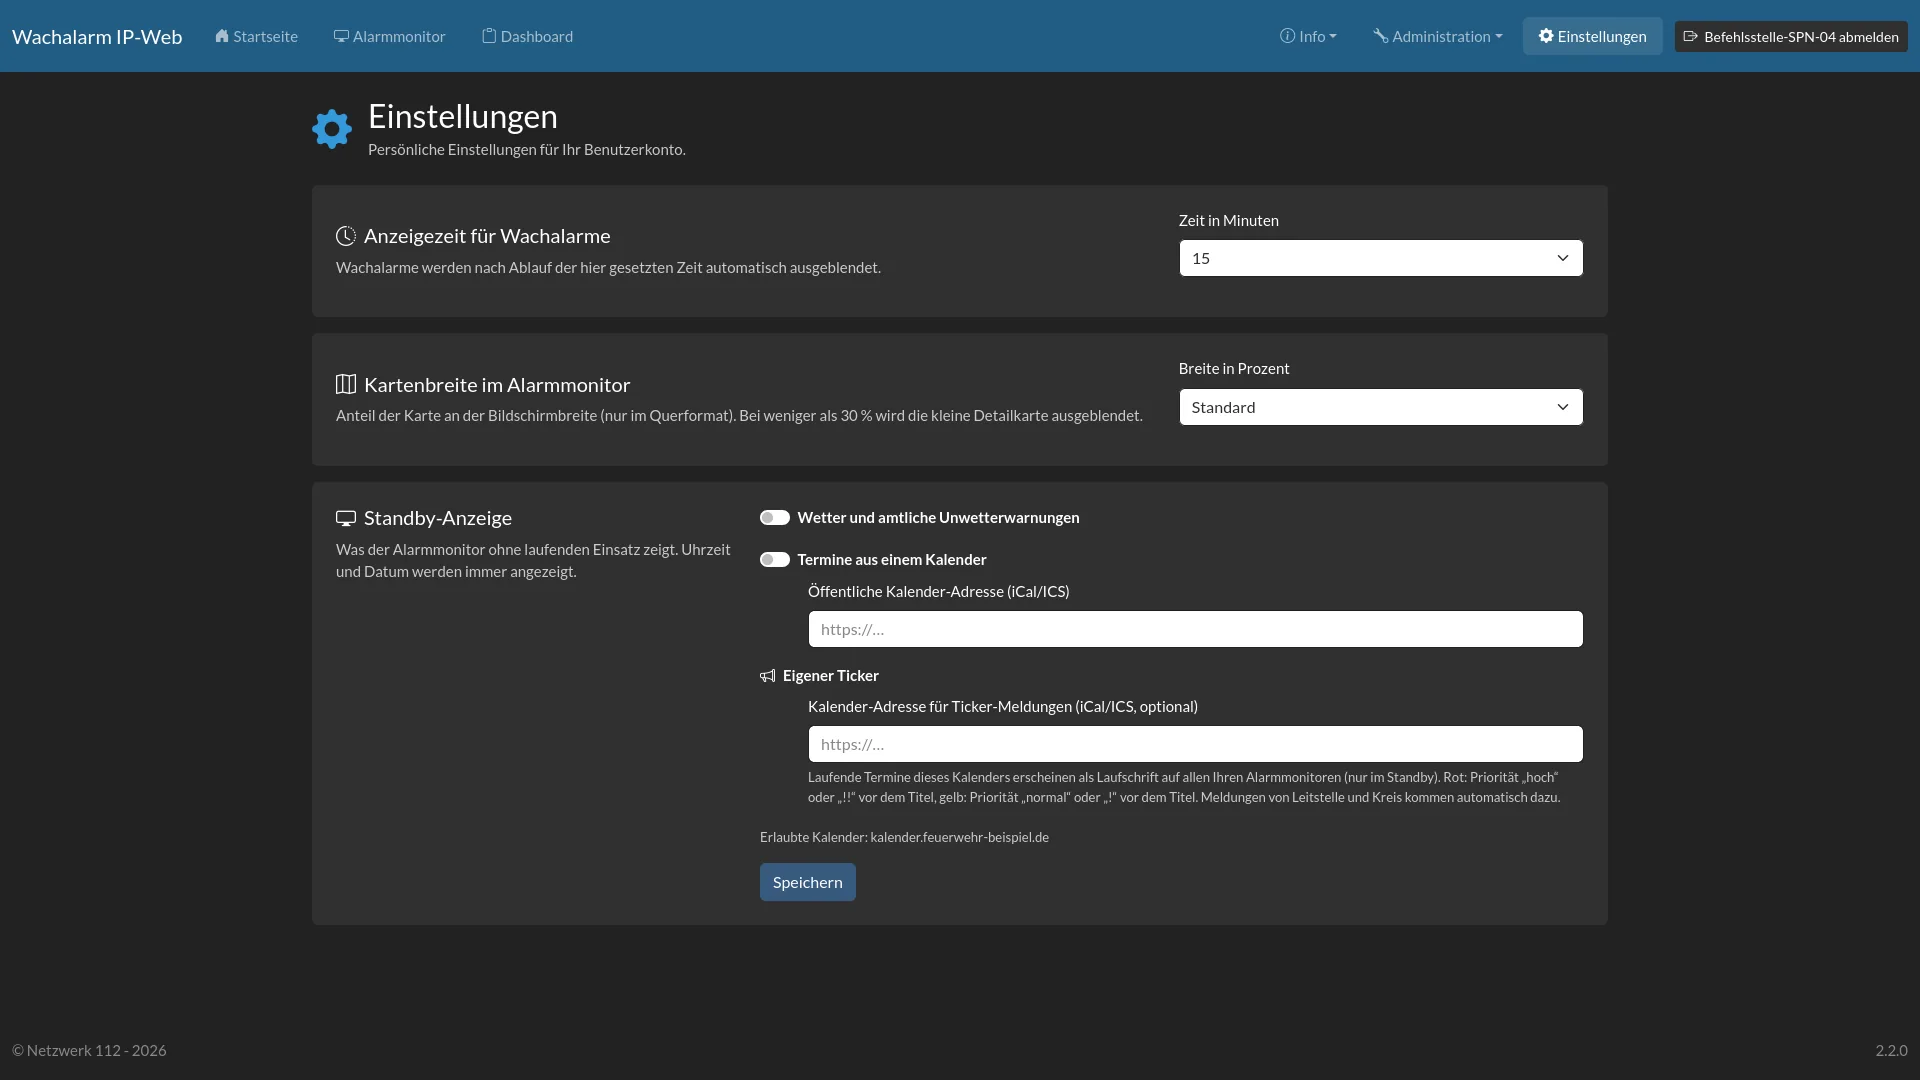 Wachalarm IP-Web
Startseite
Alarmmonitor
Dashboard
Info
Administration
Einstellungen
Befehlsstelle-SPN-04 abmelden
Einstellungen
Persönliche Einstellungen für Ihr Benutzerkonto.
Anzeigezeit für Wachalarme
Wachalarme werden nach Ablauf der hier gesetzten Zeit automatisch ausgeblendet.
Zeit in Minuten
15
Kartenbreite im Alarmmonitor
Anteil der Karte an der Bildschirmbreite (nur im Querformat). Bei weniger als 30 % wird die kleine Detailkarte ausgeblendet.
Breite in Prozent
Standard
Standby-Anzeige
Was der Alarmmonitor ohne laufenden Einsatz zeigt. Uhrzeit
und Datum werden immer angezeigt.
Wetter und amtliche Unwetterwarnungen
Termine aus einem Kalender
Öffentliche Kalender-Adresse (iCal/ICS)
https://…
Eigener Ticker
Kalender-Adresse für Ticker-Meldungen (iCal/ICS, optional)
https://…
Laufende Termine dieses Kalenders erscheinen als Laufschrift auf allen Ihren Alarmmonitoren (nur im Standby). Rot: Priorität „hoch“
oder „!!“ vor dem Titel, gelb: Priorität „normal“ oder „!“ vor dem Titel. Meldungen von Leitstelle und Kreis kommen automatisch dazu.
Erlaubte Kalender: kalender.feuerwehr-beispiel.de
Speichern
© Netzwerk 112 - 2026
2.2.0